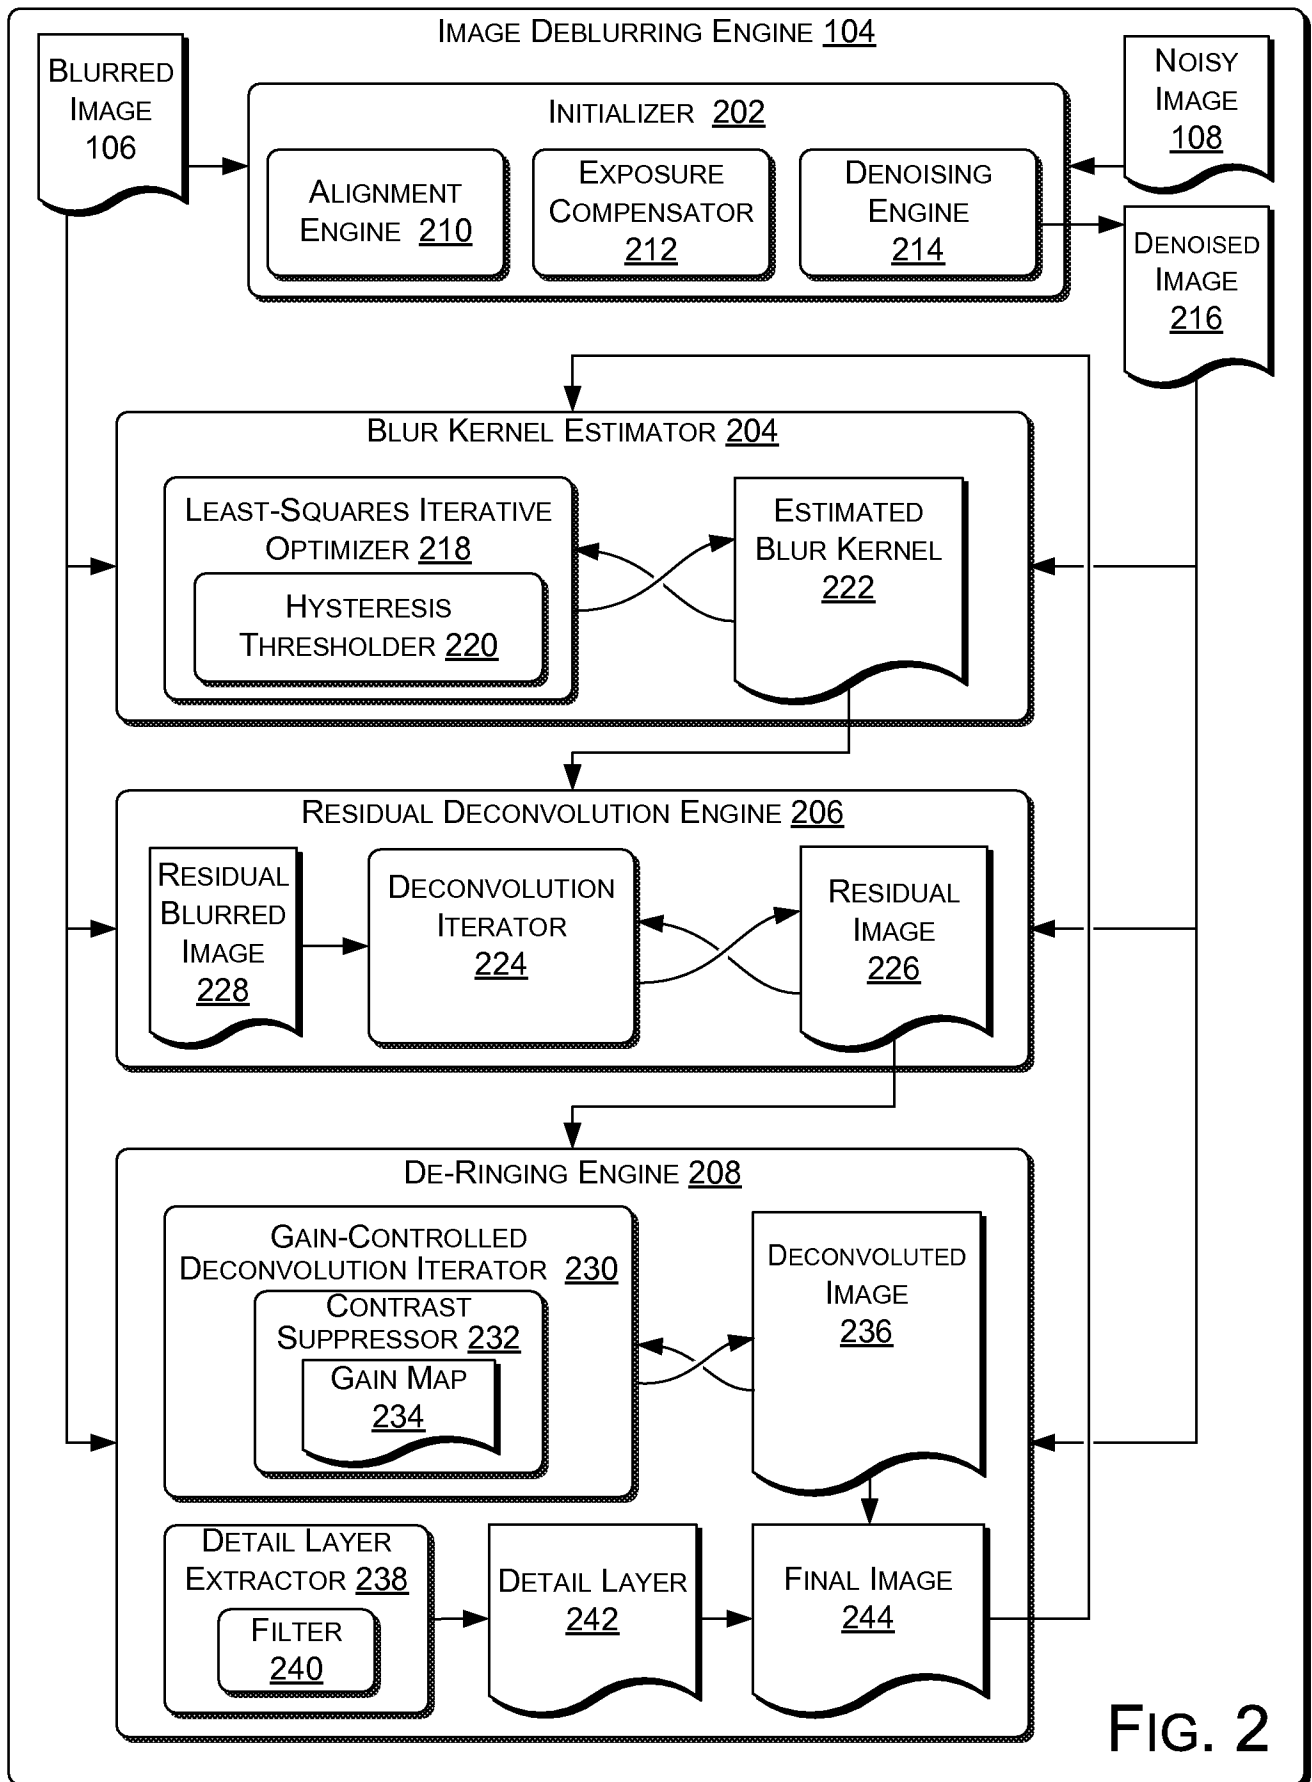 IMAGE DEBLURRING ENGINE 104
BLURRED
IMAGE
106
NOISY
IMAGE
108
INITIALIZER 202
ALIGNMENT
ENGINE 210
EXPOSURE
COMPENSATOR
212
DENOISING
ENGINE
214
DENOISED
IMAGE
216
BLUR KERNEL ESTIMATOR 204
LEAST-SQUARES ITERATIVE
OPTIMIZER 218
HYSTERESIS
THRESHOLDER 220
ESTIMATED
BLUR KERNEL
222
RESIDUAL DECONVOLUTION ENGINE 206
RESIDUAL
BLURRED
IMAGE
228
DECONVOLUTION
ITERATOR
224
RESIDUAL
IMAGE
226
DE-RINGING ENGINE 208
GAIN-CONTROLLED
DECONVOLUTION ITERATOR 230
CONTRAST
SUPPRESSOR 232
GAIN MAP
234
DECONVOLUTED
IMAGE
236
DETAIL LAYER
EXTRACTOR 238
FILTER
240
DETAIL LAYER
242
FINAL IMAGE
244
FIG. 2